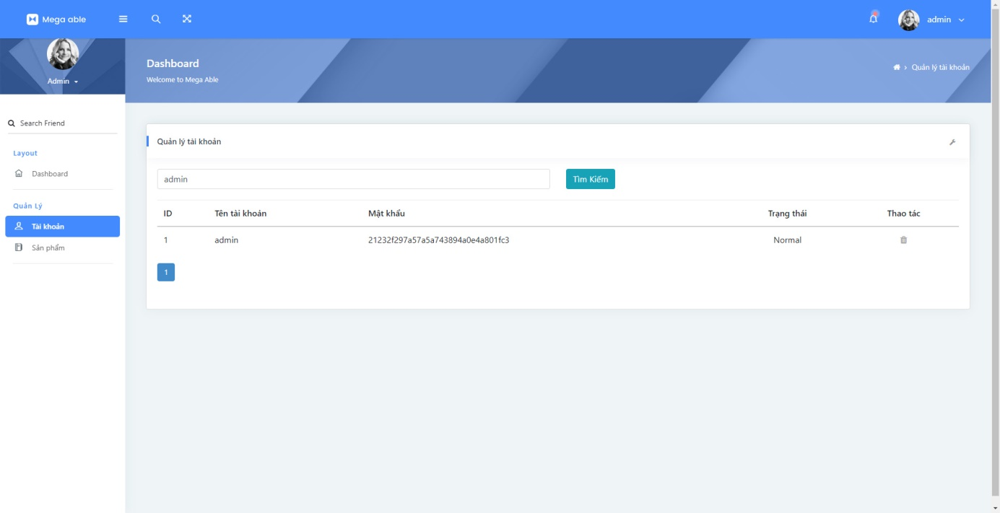 Mega able
admin
Admin
Dashboard
Welcome to Mega Able
› Quản lý tài khoản
Search Friend
Layout
Dashboard
Quản Lý
Tài khoản
Sản phẩm
Quản lý tài khoản
admin Tìm Kiếm
ID Tên tài khoản Mật khẩu Trạng thái Thao tác
1 admin 21232f297a57a5a743894a0e4a801fc3 Normal
1